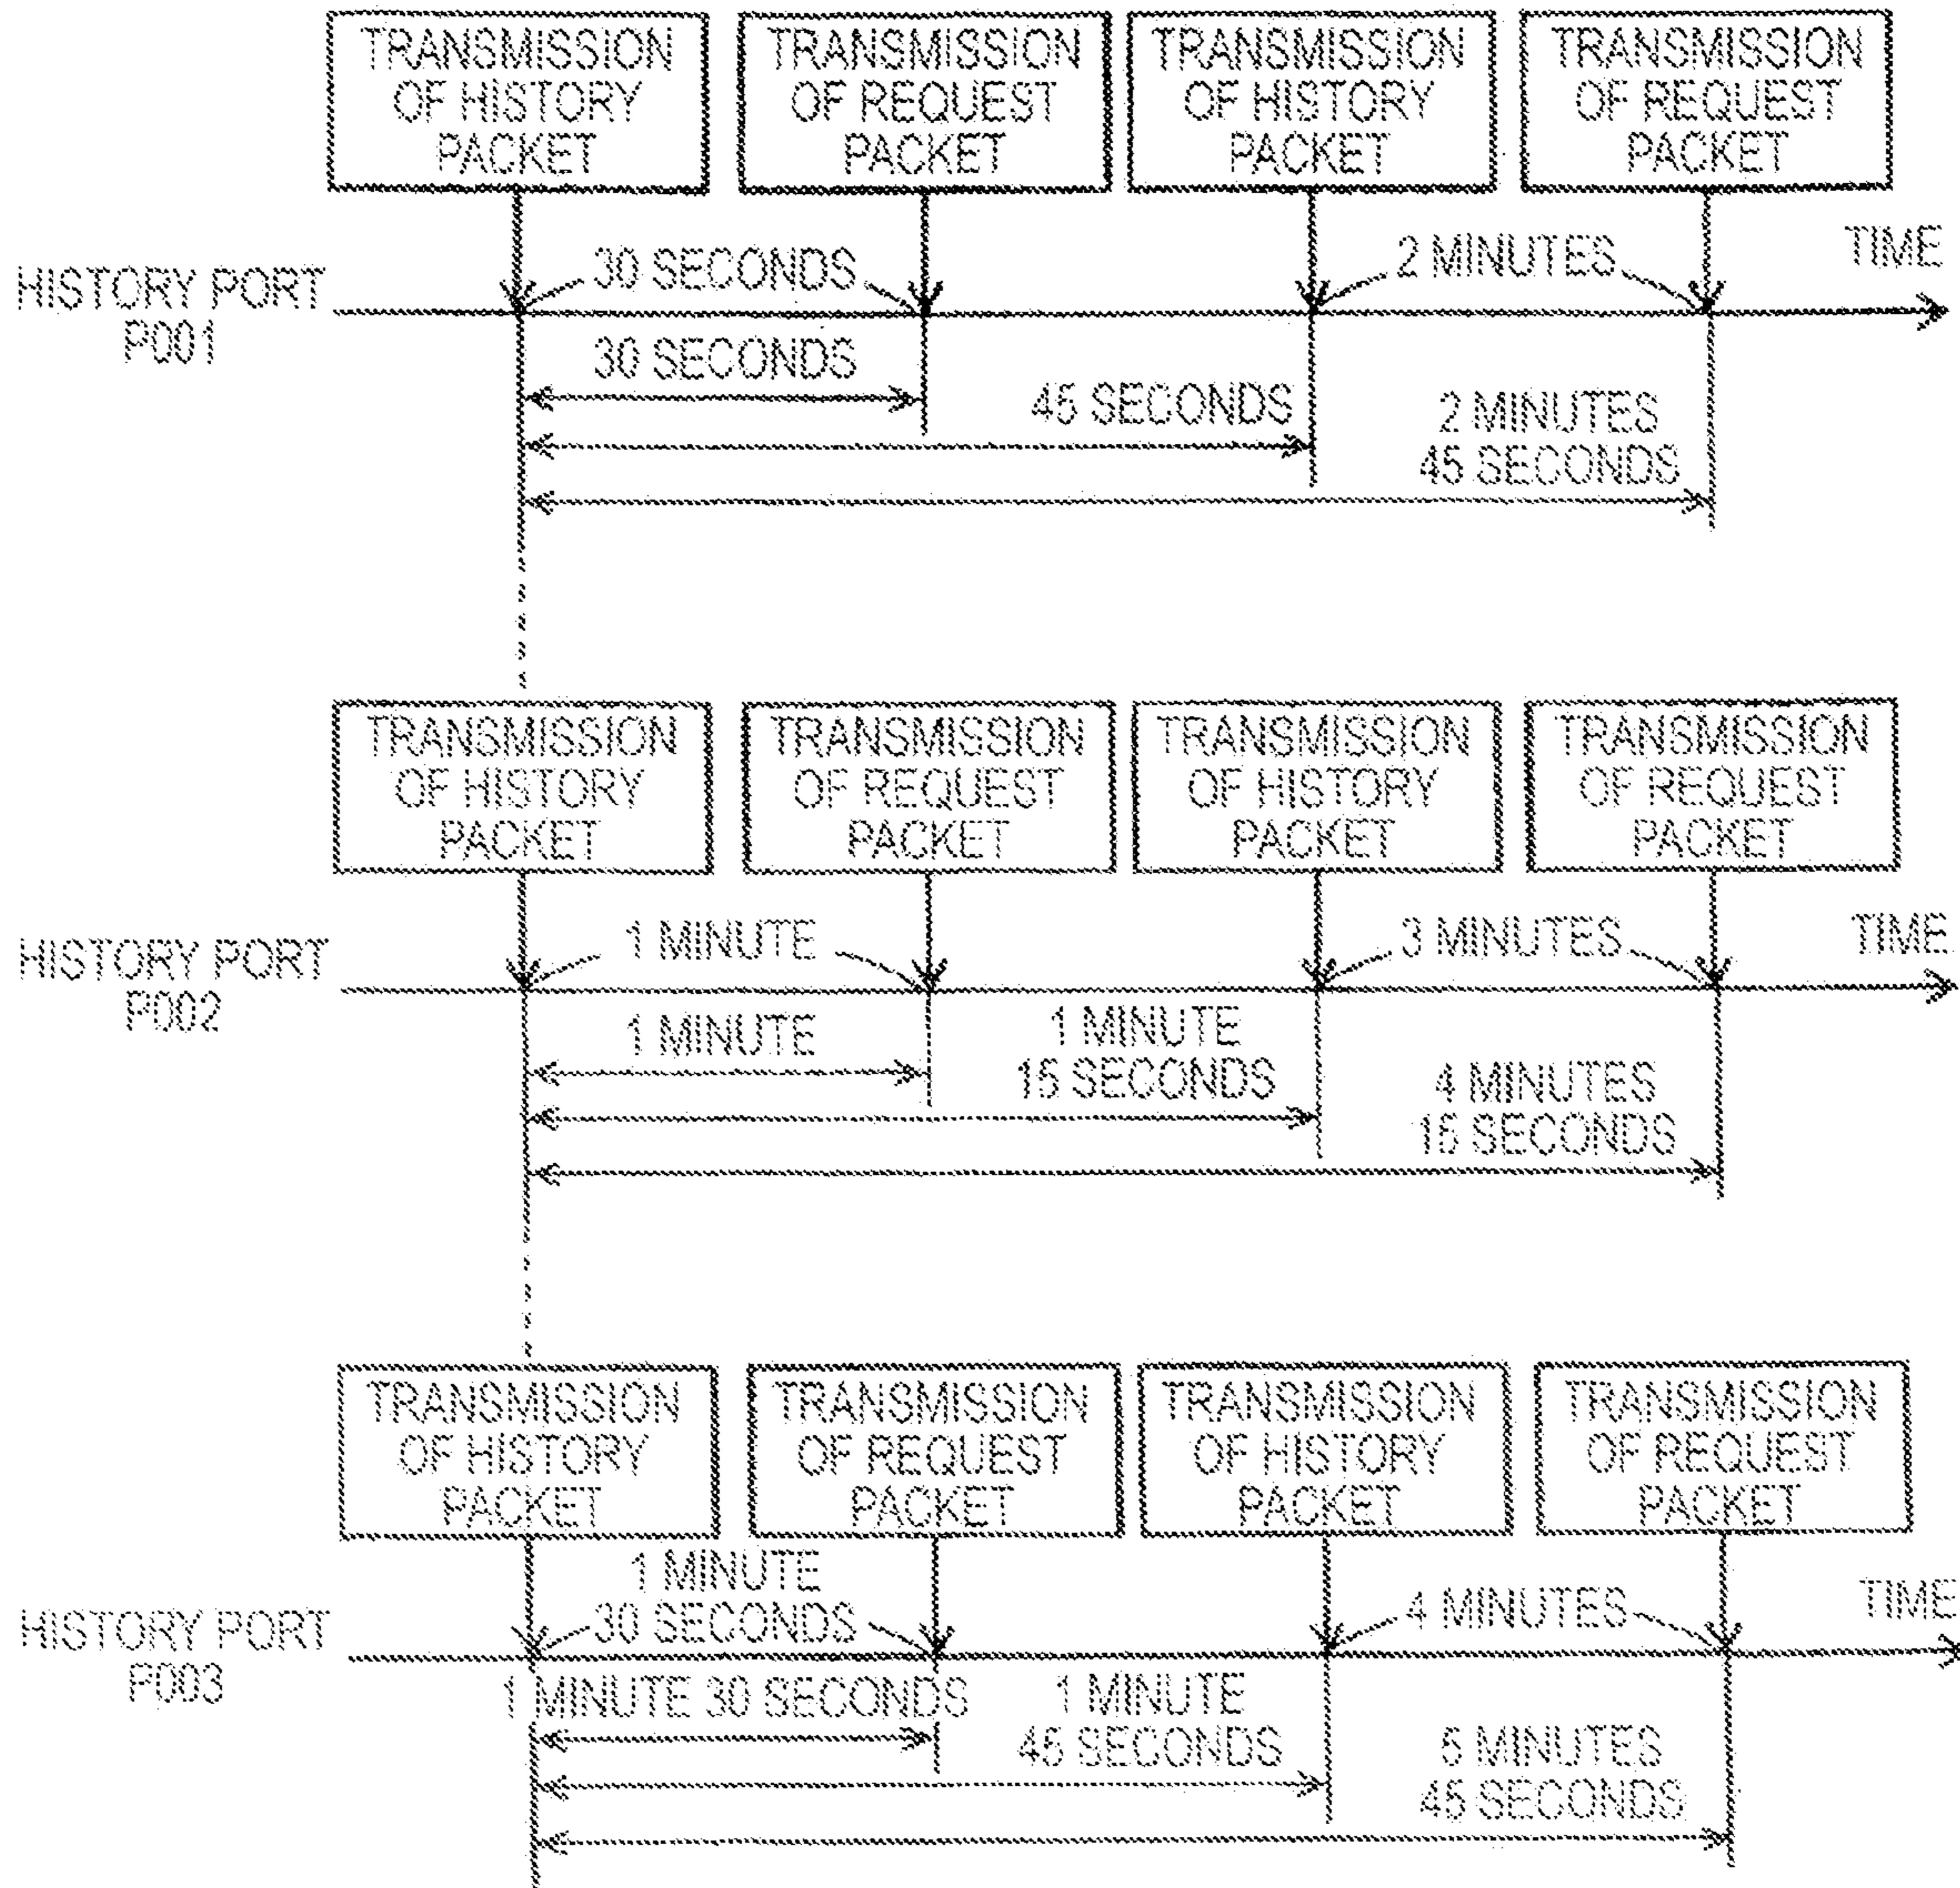 TRANSMISSION OF HISTORY PACKET
TRANSMISSION OF REQUEST PACKET
TRANSMISSION OF HISTORY PACKET
TRANSMISSION OF REQUEST PACKET
HISTORY PORT P001
30 SECONDS
2 MINUTES
TIME
30 SECONDS
45 SECONDS
2 MINUTES 45 SECONDS
TRANSMISSION OF HISTORY PACKET
TRANSMISSION OF REQUEST PACKET
TRANSMISSION OF HISTORY PACKET
TRANSMISSION OF REQUEST PACKET
HISTORY PORT P002
1 MINUTE
3 MINUTES
TIME
1 MINUTE
1 MINUTE 15 SECONDS
4 MINUTES 15 SECONDS
TRANSMISSION OF HISTORY PACKET
TRANSMISSION OF REQUEST PACKET
TRANSMISSION OF HISTORY PACKET
TRANSMISSION OF REQUEST PACKET
HISTORY PORT P003
1 MINUTE 30 SECONDS
4 MINUTES
TIME
1 MINUTE 30 SECONDS
1 MINUTE 45 SECONDS
5 MINUTES 45 SECONDS